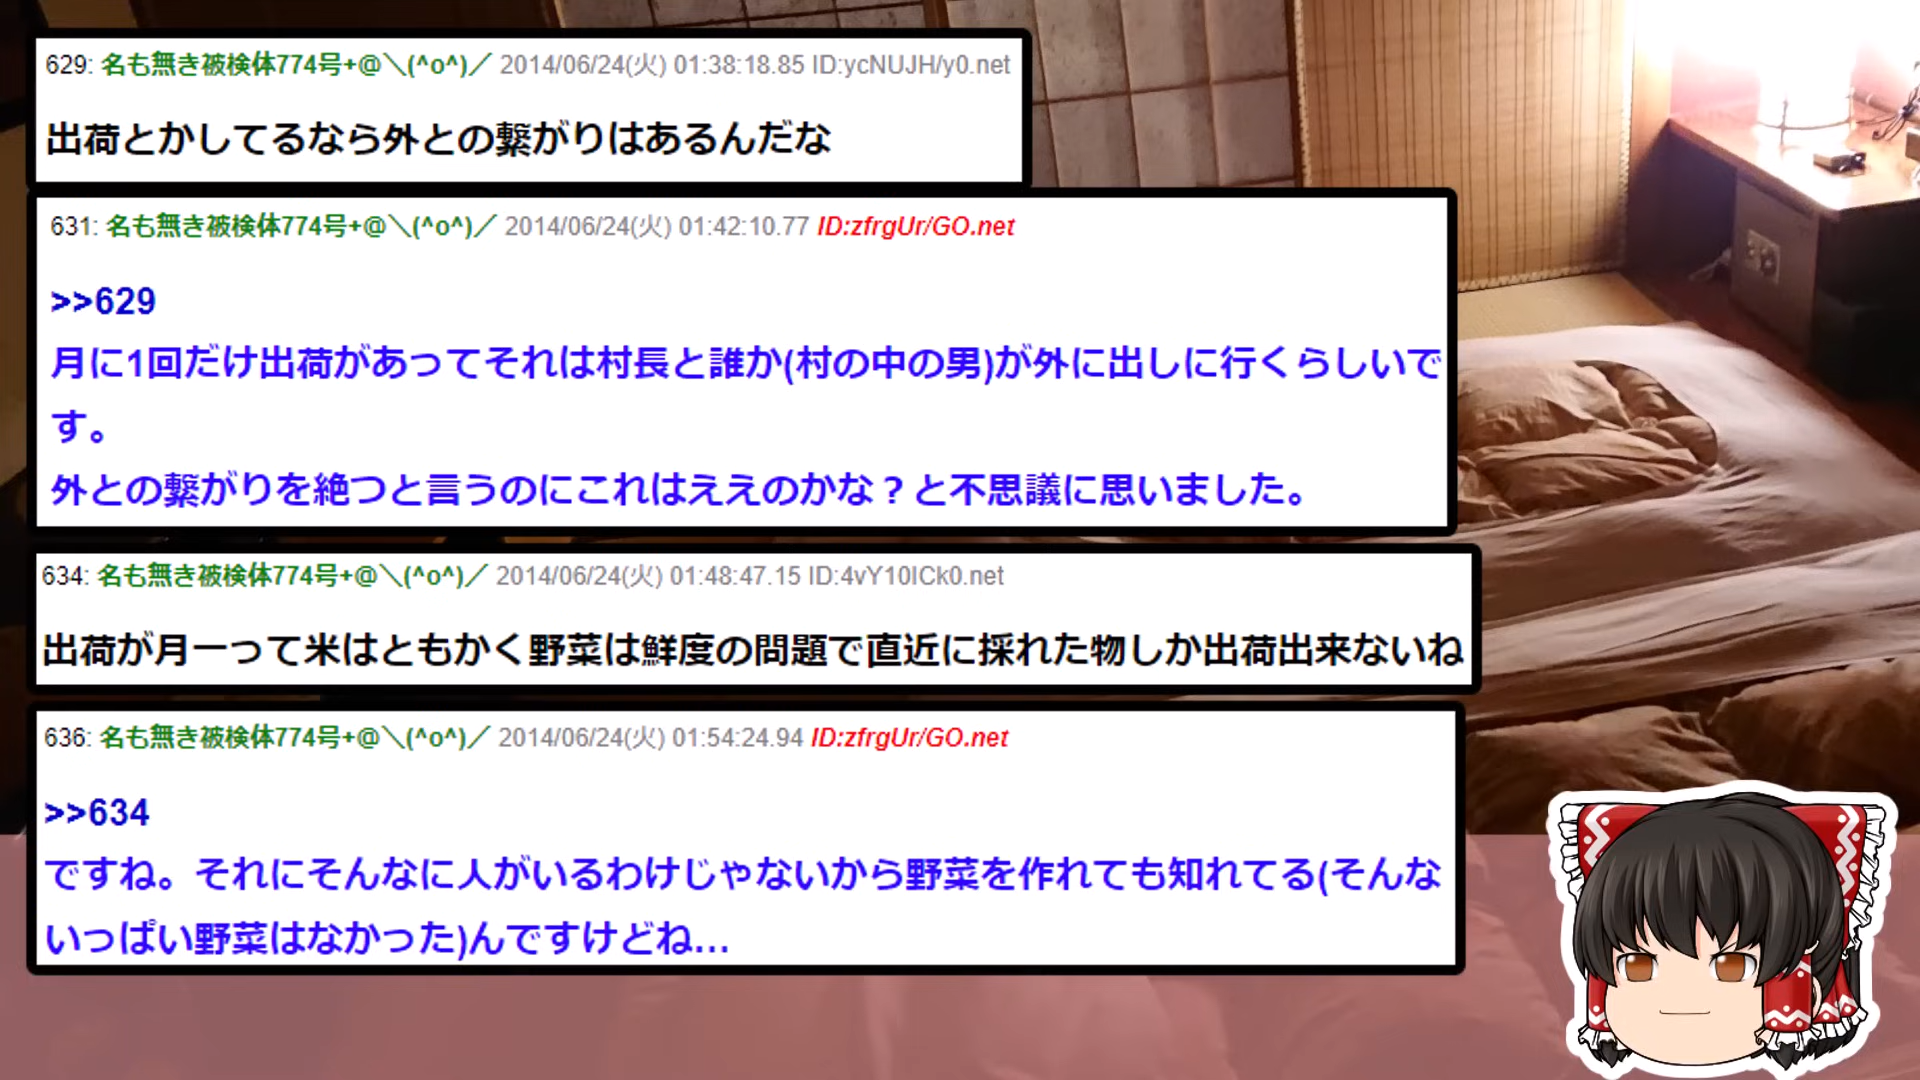 629: 名も無き被検体774号+@＼(^o^)／ 2014/06/24(火) 01:38:18.85 ID:ycNUJH/y0.net
出荷とかしてるなら外との繋がりはあるんだな
631: 名も無き被検体774号+@＼(^o^)／ 2014/06/24(火) 01:42:10.77 ID:zfrgUr/GO.net
>>629
月に1回だけ出荷があってそれは村長と誰か(村の中の男)が外に出しに行くらしいで
す。
外との繋がりを絶つと言うのにこれはええのかな？と不思議に思いました。
634: 名も無き被検体774号+@＼(^o^)／ 2014/06/24(火) 01:48:47.15 ID:4vY10ICk0.net
出荷が月一って米はともかく野菜は鮮度の問題で直近に採れた物しか出荷出来ないね
636: 名も無き被検体774号+@＼(^o^)／ 2014/06/24(火) 01:54:24.94 ID:zfrgUr/GO.net
>>634
ですね。それにそんなに人がいるわけじゃないから野菜を作れても知れてる(そんな
いっぱい野菜はなかった)んですけどね...